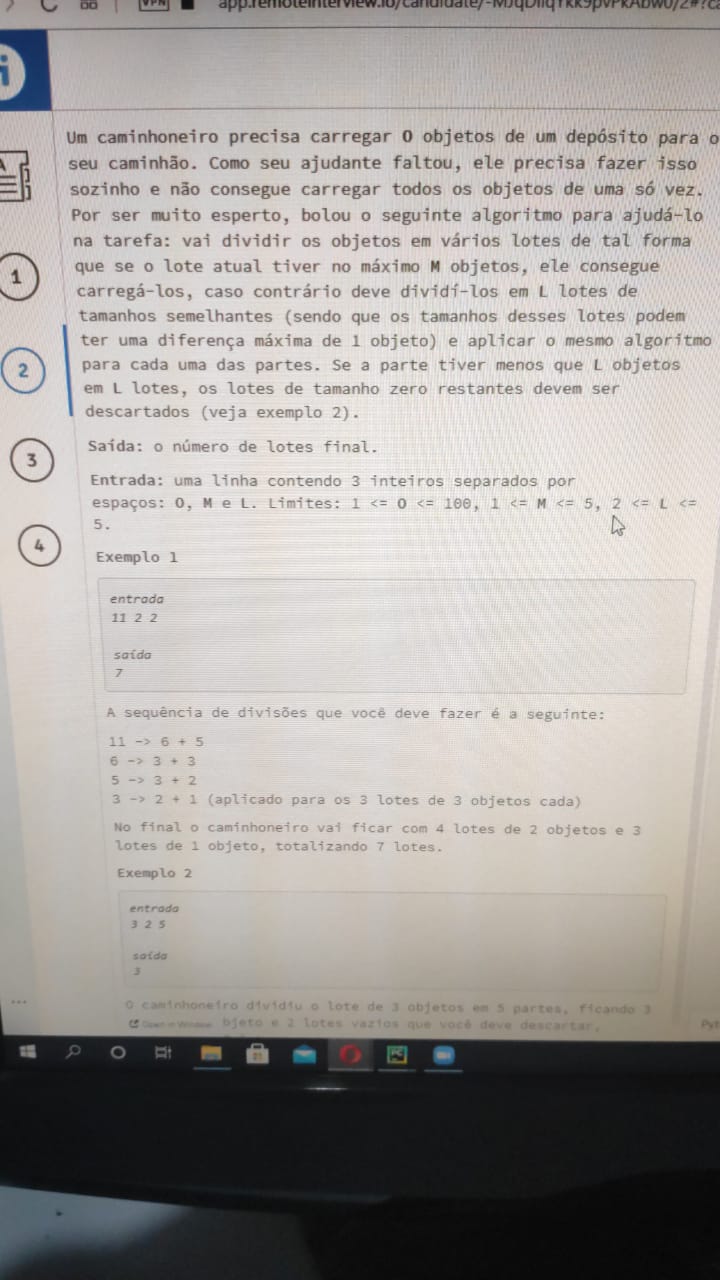 VPN
app.remoteinterview.io/candidate/
Um caminhoneiro precisa carregar O objetos de um depósito para o
seu caminhão. Como seu ajudante faltou, ele precisa fazer isso
sozinho e não consegue carregar todos os objetos de uma só vez.
Por ser muito esperto, bolou o seguinte algoritmo para ajudá-lo
na tarefa: vai dividir os objetos em vários lotes de tal forma
que se o lote atual tiver no máximo M objetos, ele consegue
carregá-los, caso contrário deve dividí-los em L lotes de
tamanhos semelhantes (sendo que os tamanhos desses lotes podem
ter uma diferença máxima de 1 objeto) e aplicar o mesmo algoritmo
para cada uma das partes. Se a parte tiver menos que L objetos
em L lotes, os lotes de tamanho zero restantes devem ser
descartados (veja exemplo 2).
Saída: o número de lotes final.
Entrada: uma linha contendo 3 inteiros separados por
espaços: O, M e L. Limites: 1 <= O <= 100, 1 <= M <= 5, 2 <= L <=
5.
Exemplo 1
entrada
11 2 2
saída
7
A sequência de divisões que você deve fazer é a seguinte:
11 -> 6 + 5
6 -> 3 + 3
5 -> 3 + 2
3 -> 2 + 1 (aplicado para os 3 lotes de 3 objetos cada)
No final o caminhoneiro vai ficar com 4 lotes de 2 objetos e 3
lotes de 1 objeto, totalizando 7 lotes.
Exemplo 2
entrada
3 2 5
saída
3
O caminhoneiro dividiu o lote de 3 objetos em 5 partes, ficando 3
Open in Window bjeto e 2 lotes vazios que você deve descartar,
1
2
3
4
A
i
PC